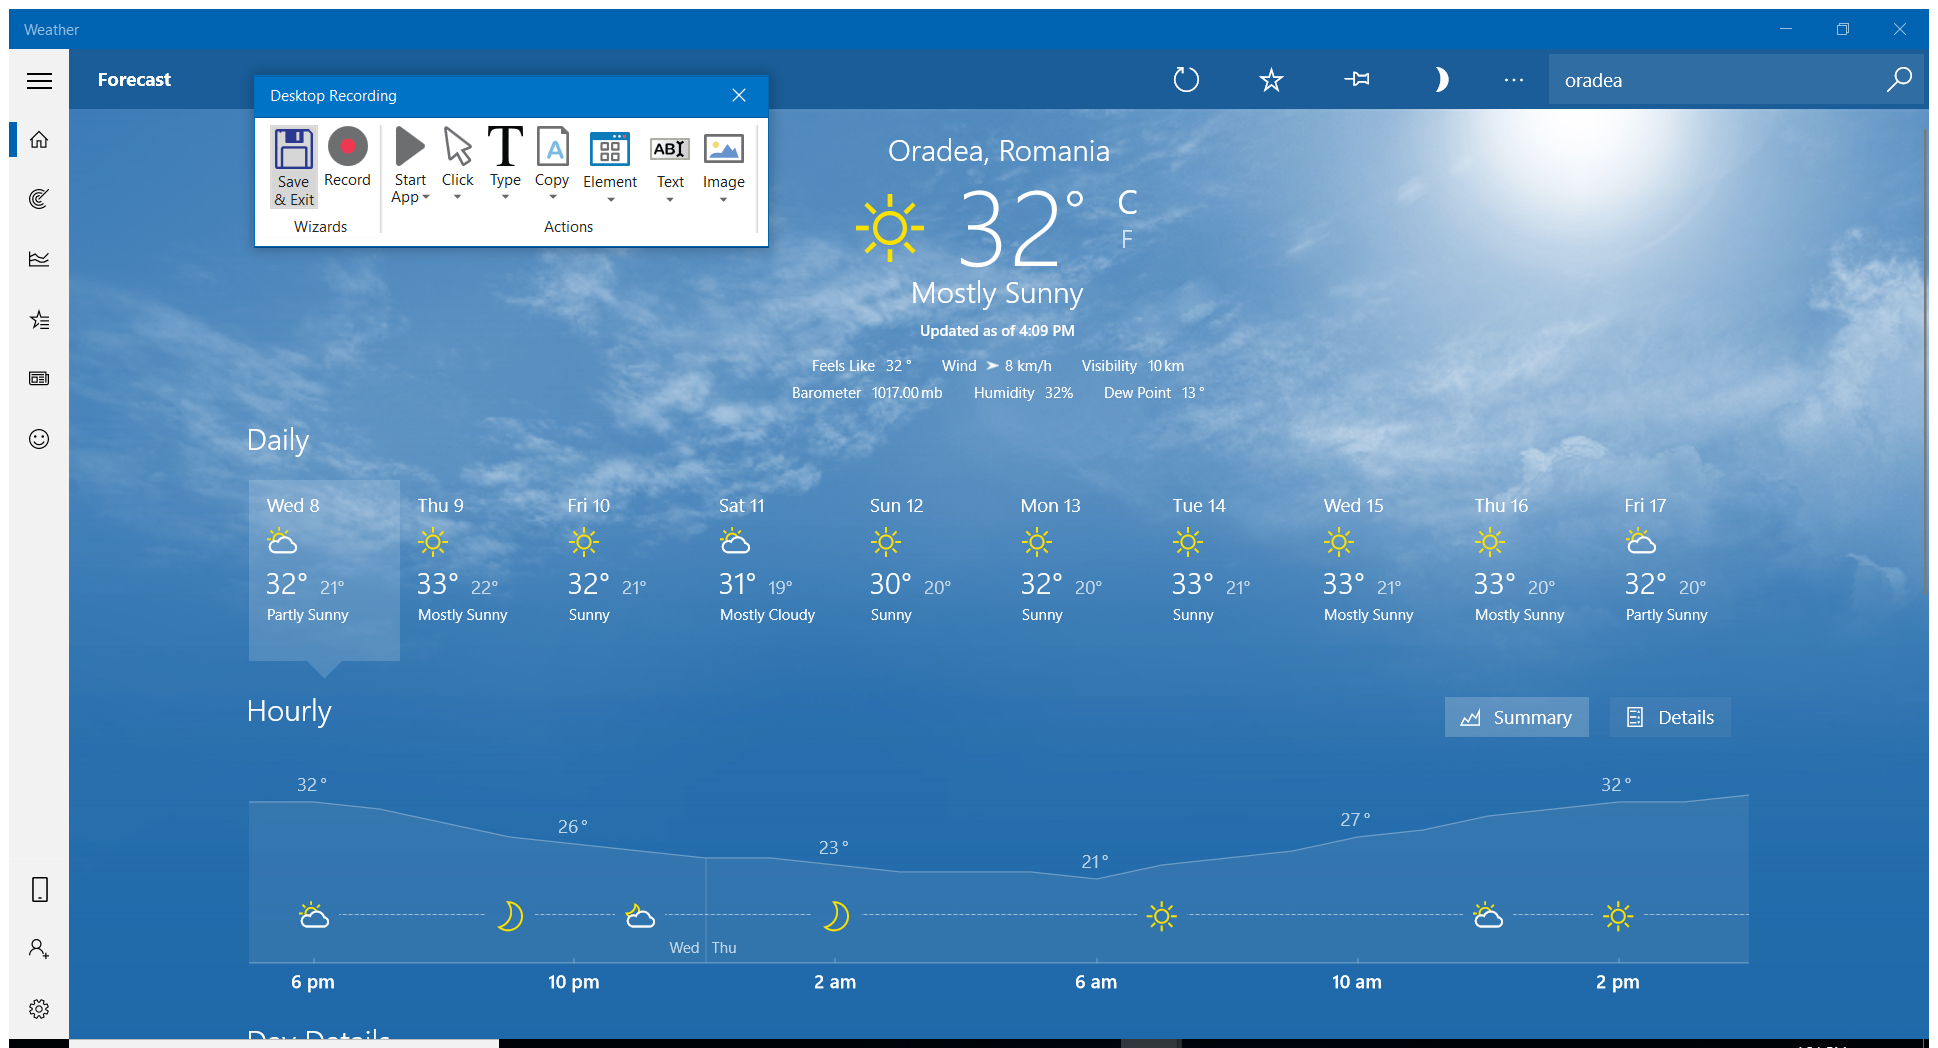 Weather
Forecast
oradea
Desktop Recording
Save & Exit
Record
Start App
Click
Type
Copy
Element
Text
Image
Wizards
Actions
Oradea, Romania
32°
C
F
Mostly Sunny
Updated as of 4:09 PM
Feels Like 32 ° Wind 8 km/h Visibility 10 km
Barometer 1017.00 mb Humidity 32% Dew Point 13 °
Daily
Wed 8 Thu 9 Fri 10 Sat 11 Sun 12 Mon 13 Tue 14 Wed 15 Thu 16 Fri 17
32° 21° 33° 22° 32° 21° 31° 19° 30° 20° 32° 20° 33° 21° 33° 21° 33° 20° 32° 20°
Partly Sunny Mostly Sunny Sunny Mostly Cloudy Sunny Sunny Sunny Mostly Sunny Mostly Sunny Partly Sunny
Hourly
Summary
Details
32 ° 26 ° 23 ° 21 ° 27 ° 32 °
Wed Thu
6 pm 10 pm 2 am 6 am 10 am 2 pm
Day Details